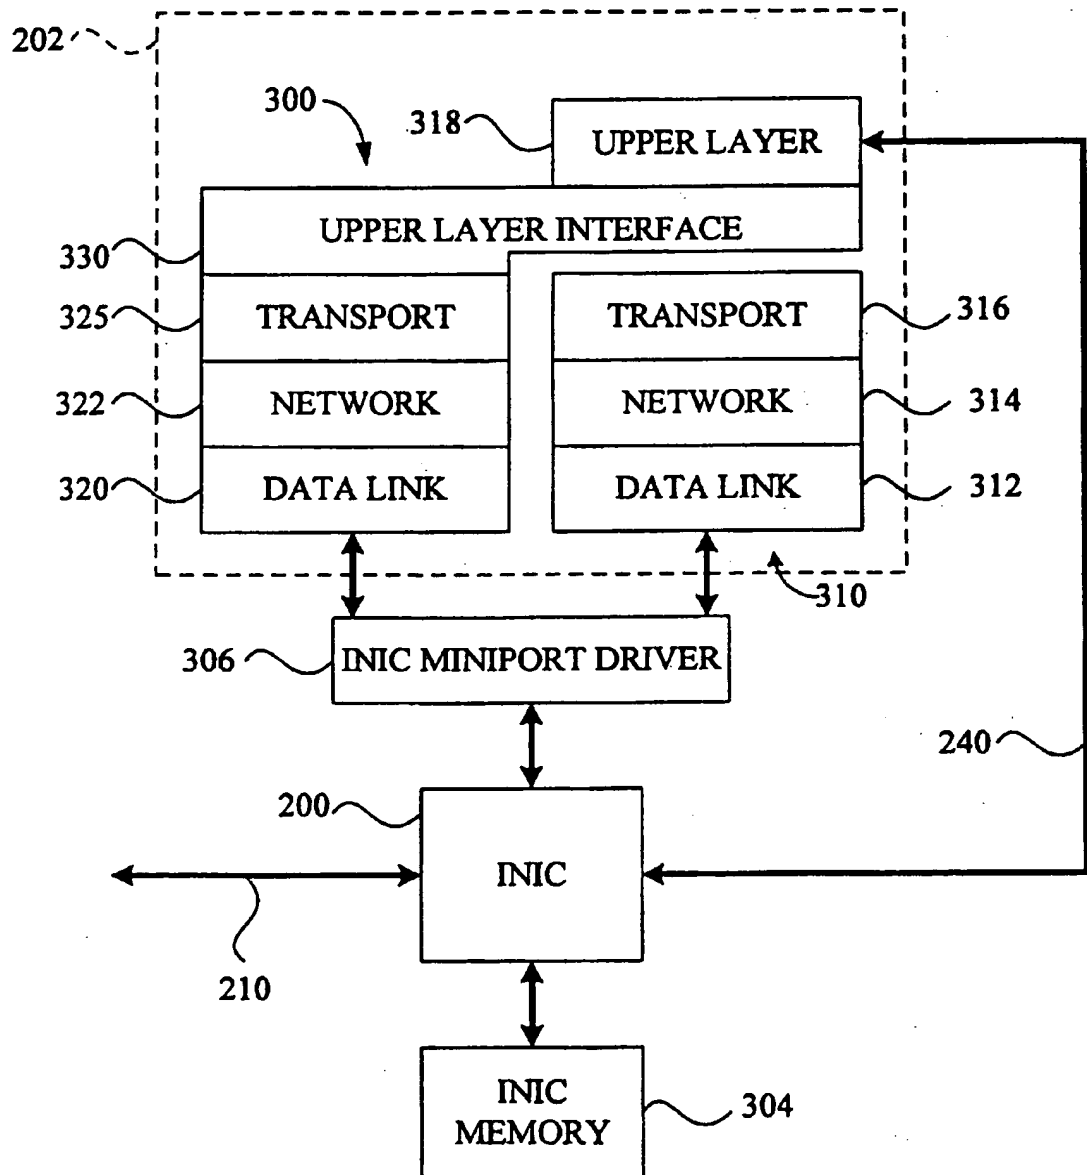 202
300
318
UPPER LAYER
330
UPPER LAYER INTERFACE
325
TRANSPORT
TRANSPORT
316
322
NETWORK
NETWORK
314
320
DATA LINK
DATA LINK
312
310
306
INIC MINIPORT DRIVER
240
200
INIC
210
INIC
MEMORY
304